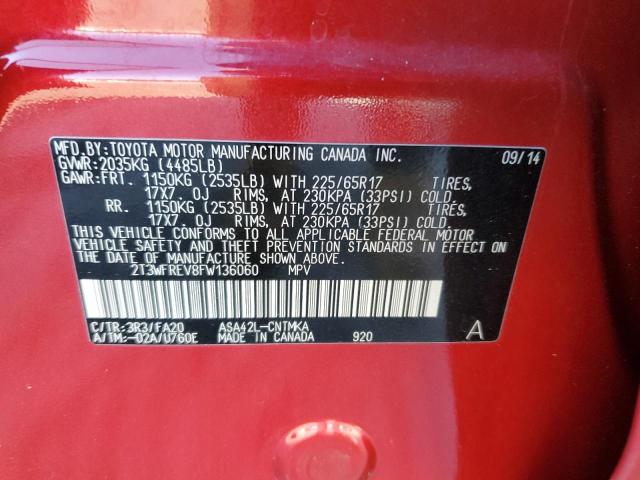 MFD.BY:TOYOTA MOTOR MANUFACTURING CANADA INC. 09/14
GVWR:2035KG (4485LB)
GAWR:FRT. 1150KG (2535LB) WITH 225/65R17 TIRES,
17X7.0J RIMS, AT 230KPA (33PSI) COLD.
RR. 1150KG (2535LB) WITH 225/65R17 TIRES,
17X7.0J RIMS, AT 230KPA (33PSI) COLD.
THIS VEHICLE CONFORMS TO ALL APPLICABLE FEDERAL MOTOR
VEHICLE SAFETY AND THEFT PREVENTION STANDARDS IN EFFECT ON
THE DATE OF MANUFACTURE SHOWN ABOVE.
2T3WFREV8FW136060 MPV
C/TR:3R3/FA20 ASA42L-CNTMKA
A/TM:-02A/U760E MADE IN CANADA 920 A